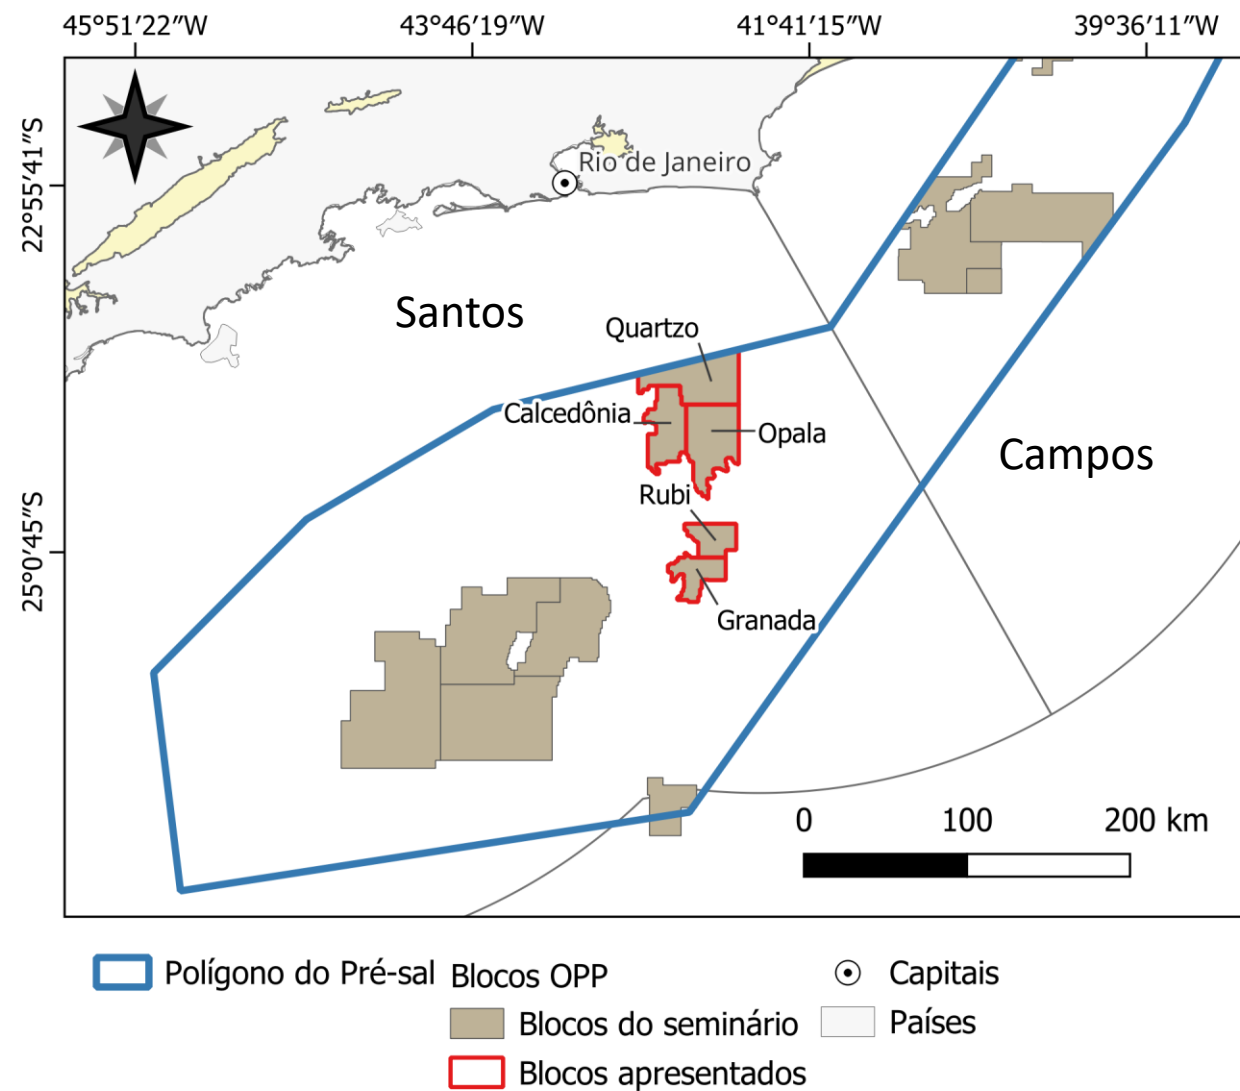 45°51′22″W
43°46′19″W
41°41′15″W
39°36′11″W
22°55′41″S
25°0′45″S
Rio de Janeiro
Santos
Quartzo
Calcedônia
Opala
Campos
Rubi
Granada
0 100 200 km
Polígono do Pré-sal
Blocos OPP
Capitais
Blocos do seminário
Países
Blocos apresentados